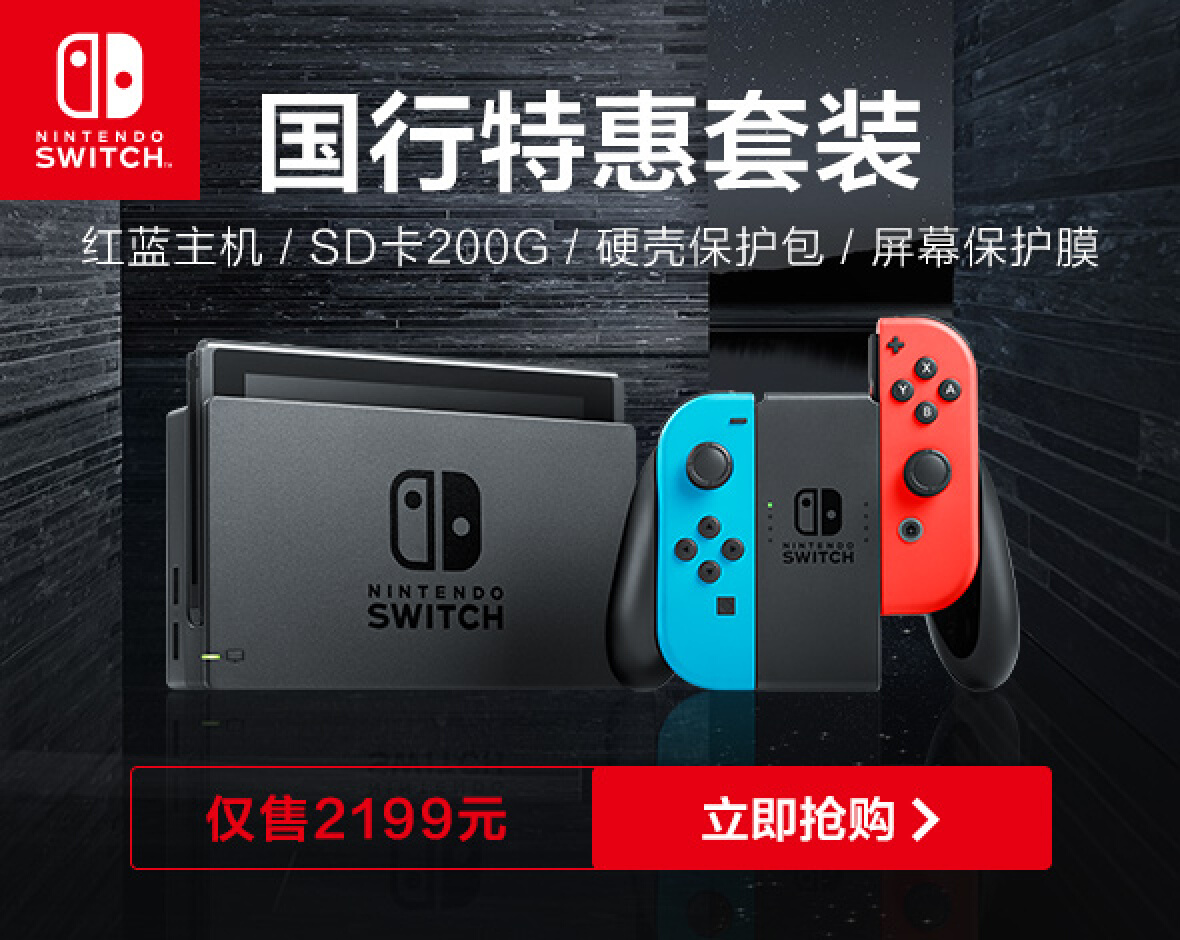 NINTENDO
SWITCH™
国行特惠套装
红蓝主机 / SD卡200G / 硬壳保护包 / 屏幕保护膜
X
Y A
B
NINTENDO
SWITCH
NINTENDO
SWITCH
仅售2199元
立即抢购